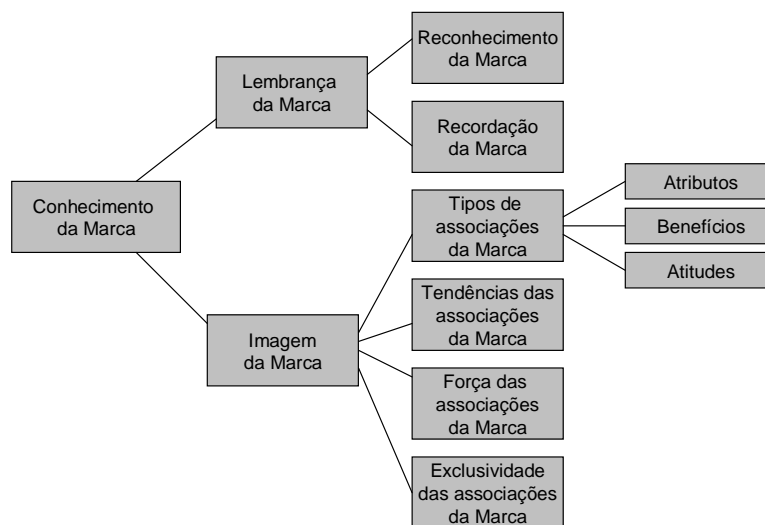 Reconhecimento
da Marca
Lembrança
da Marca
Recordação
da Marca
Conhecimento
da Marca
Tipos de
associações
da Marca
Atributos
Benefícios
Atitudes
Tendências das
associações
da Marca
Imagem
da Marca
Força das
associações
da Marca
Exclusividade
das associações
da Marca